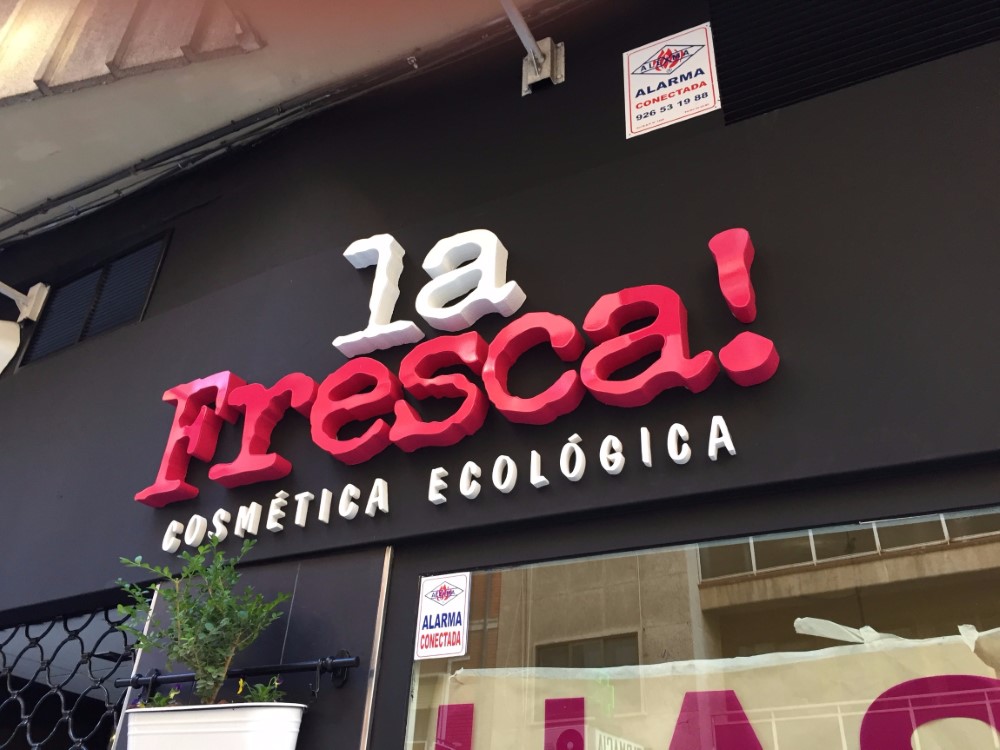 ALARMA
CONECTADA
926 53 19 88
la
Fresca!
COSMÉTICA ECOLÓGICA
ALARMA
CONECTADA